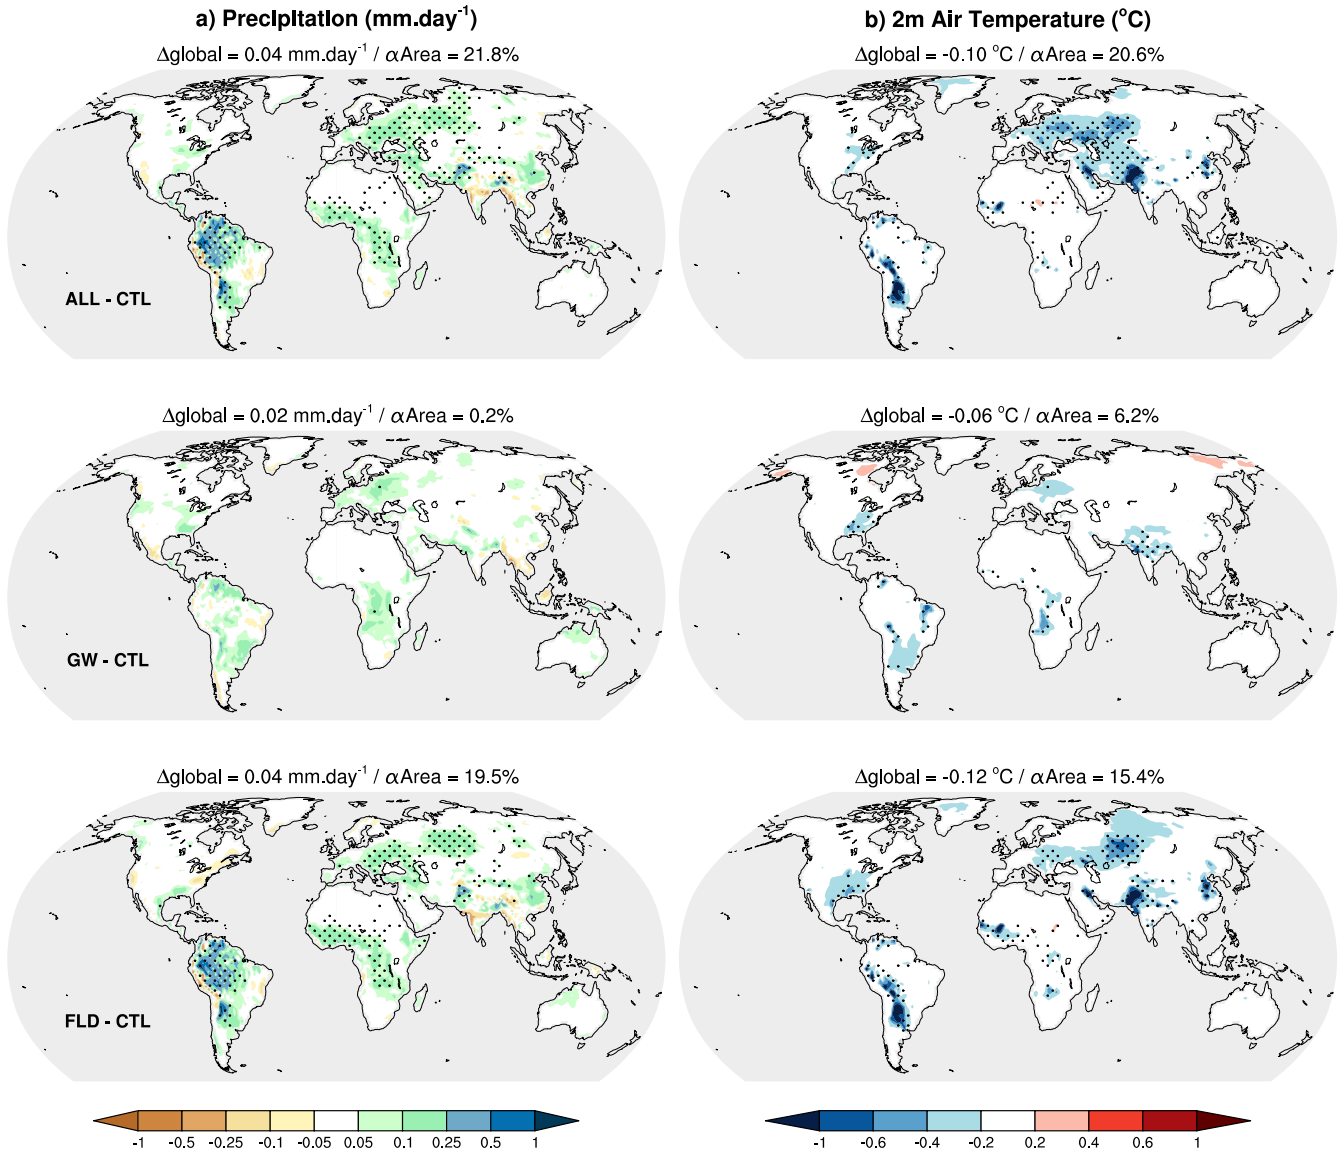 a) Precipitation (mm.day⁻¹)
b) 2m Air Temperature (°C)
Δglobal = 0.04 mm.day⁻¹ / αArea = 21.8%
Δglobal = -0.10 °C / αArea = 20.6%
ALL - CTL
Δglobal = 0.02 mm.day⁻¹ / αArea = 0.2%
Δglobal = -0.06 °C / αArea = 6.2%
GW - CTL
Δglobal = 0.04 mm.day⁻¹ / αArea = 19.5%
Δglobal = -0.12 °C / αArea = 15.4%
FLD - CTL
-1 -0.5 -0.25 -0.1 -0.05 0.05 0.1 0.25 0.5 1
-1 -0.6 -0.4 -0.2 0.2 0.4 0.6 1